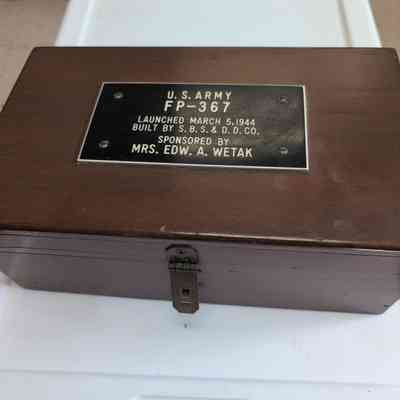 U.S. ARMY
FP-367
LAUNCHED MARCH 5, 1944
BUILT BY S.B.S. & D.D. CO.
SPONSORED BY
MRS. EDW. A. WETAK